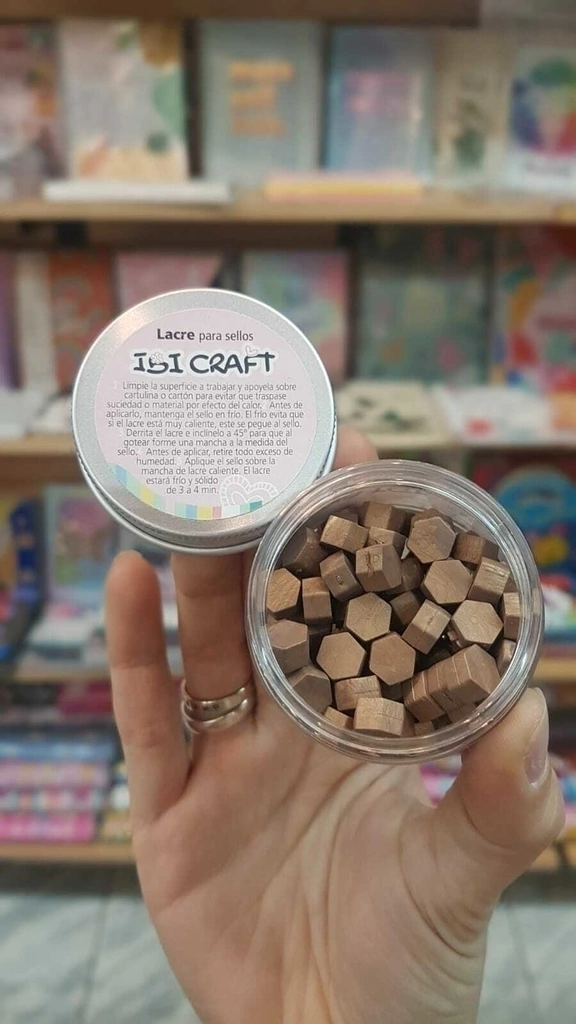 Lacre para sellos
IBI CRAFT
Limpie la superficie a trabajar y apoyela sobre
cartulina o cartón para evitar que traspase
suciedad o material por efecto del calor. Antes de
aplicarlo, mantenga el sello en frío. El frío evita que
si el lacre está muy caliente, este se pegue al sello.
Derrita el lacre e inclínelo a 45º para que al
gotear forme una mancha a la medida del
sello. Antes de aplicar, retire todo exceso de
humedad. Aplique el sello sobre la
mancha de lacre caliente. El lacre
estará frío y sólido
de 3 a 4 min.